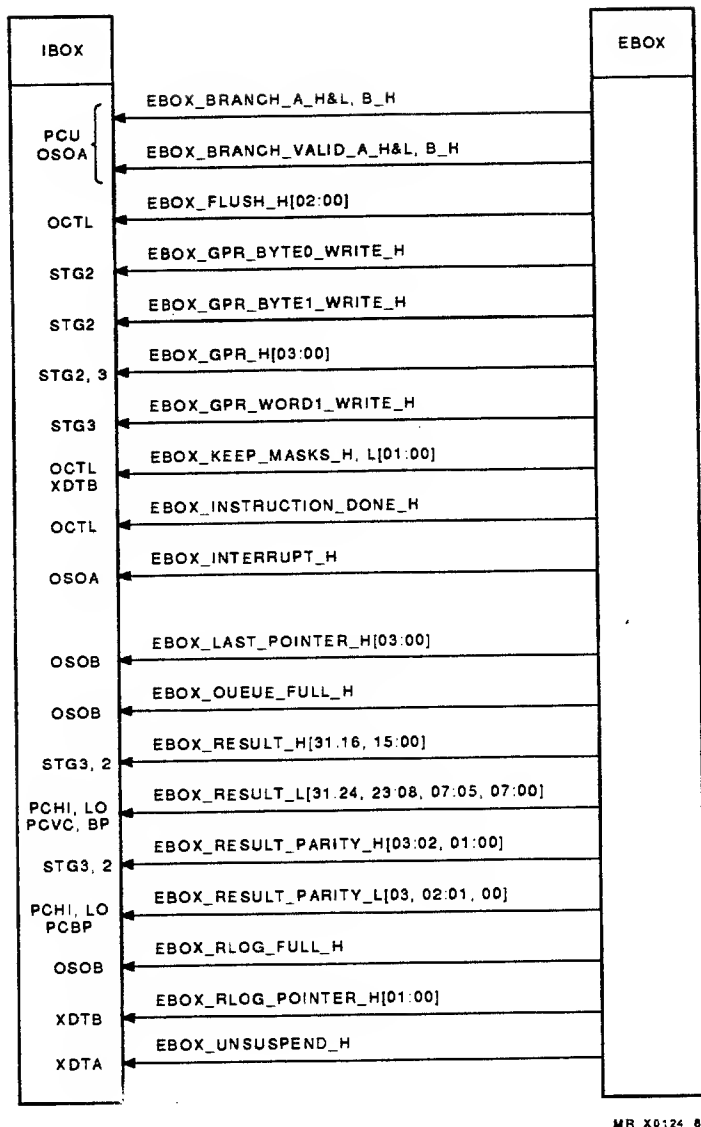 IBOX
EBOX
EBOX_BRANCH_A_H&L, B_H
PCU
OSOA
EBOX_BRANCH_VALID_A_H&L, B_H
EBOX_FLUSH_H[02:00]
OCTL
EBOX_GPR_BYTE0_WRITE_H
STG2
EBOX_GPR_BYTE1_WRITE_H
STG2
EBOX_GPR_H[03:00]
STG2, 3
EBOX_GPR_WORD1_WRITE_H
STG3
EBOX_KEEP_MASKS_H, L[01:00]
OCTL
XDTB
EBOX_INSTRUCTION_DONE_H
OCTL
EBOX_INTERRUPT_H
OSOA
EBOX_LAST_POINTER_H[03:00]
OSOB
EBOX_QUEUE_FULL_H
OSOB
EBOX_RESULT_H[31.16, 15:00]
STG3, 2
EBOX_RESULT_L[31.24, 23:08, 07:05, 07:00]
PCHI, LO
PCVC, BP
EBOX_RESULT_PARITY_H[03:02, 01:00]
STG3, 2
EBOX_RESULT_PARITY_L[03, 02:01, 00]
PCHI, LO
PCBP
EBOX_RLOG_FULL_H
OSOB
EBOX_RLOG_POINTER_H[01:00]
XDTB
EBOX_UNSUSPEND_H
XDTA
MR X0124 8